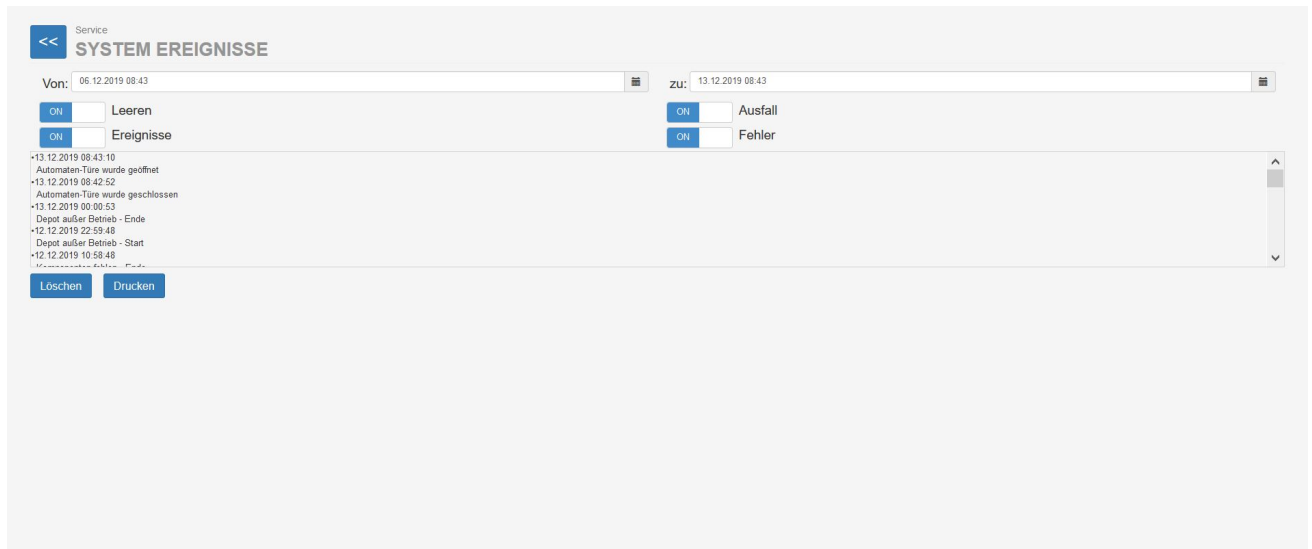 <<
Service
SYSTEM EREIGNISSE
Von: 06.12.2019 08:43
zu: 13.12.2019 08:43
ON Leeren
ON Ausfall
ON Ereignisse
ON Fehler
•13.12.2019 08:43:10
Automaten-Türe wurde geöffnet
•13.12.2019 08:42:52
Automaten-Türe wurde geschlossen
•13.12.2019 00:00:53
Depot außer Betrieb - Ende
•12.12.2019 22:59:48
Depot außer Betrieb - Start
•12.12.2019 10:58:48
Löschen Drucken